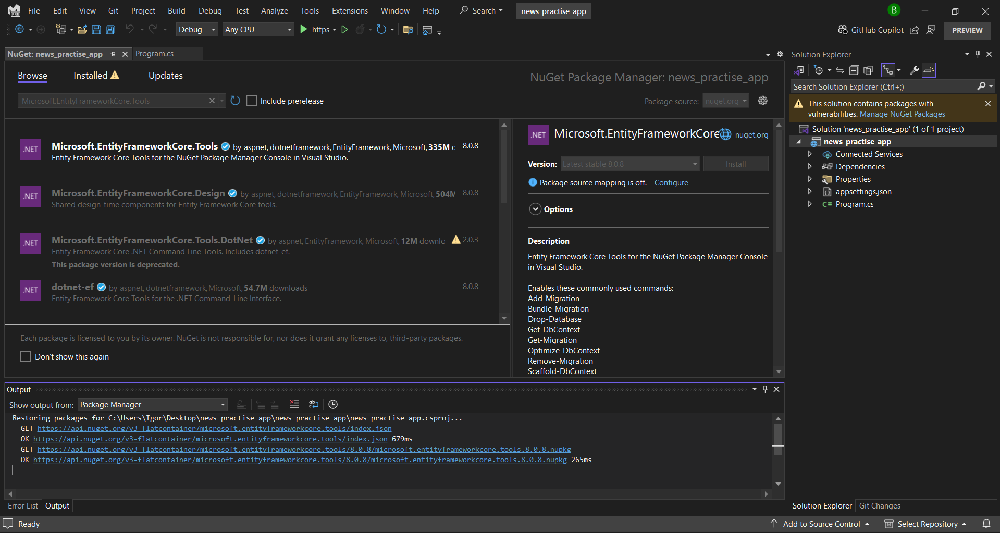 File Edit View Git Project Build Debug Test Analyze Tools Extensions Window Help Search news_practise_app B
PRE
Debug Any CPU https GitHub Copilot PREVIEW
NuGet: news_practise_app Program.cs
Browse Installed Updates NuGet Package Manager: news_practise_app
Microsoft.EntityFrameworkCore.Tools Include prerelease Package source: nuget.org
.NET Microsoft.EntityFrameworkCore.Tools by aspnet, dotnetframework, EntityFramework, Microsoft, 335M d 8.0.8
Entity Framework Core Tools for the NuGet Package Manager Console in Visual Studio.
.NET Microsoft.EntityFrameworkCore.Design by aspnet, dotnetframework, EntityFramework, Microsoft, 504M 8.0.8
Shared design-time components for Entity Framework Core tools.
.NET Microsoft.EntityFrameworkCore.Tools.DotNet by aspnet, EntityFramework, Microsoft, 12M downlo 2.0.3
Entity Framework Core .NET Command Line Tools. Includes dotnet-ef.
This package version is deprecated.
.NET dotnet-ef by aspnet, dotnetframework, Microsoft, 54.7M downloads 8.0.8
Entity Framework Core Tools for the .NET Command-Line Interface.
Each package is licensed to you by its owner. NuGet is not responsible for, nor does it grant any licenses to, third-party packages.
Don't show this again
.NET Microsoft.EntityFrameworkCore nuget.org
Version: Latest stable 8.0.8 Install
Package source mapping is off. Configure
Options
Description
Entity Framework Core Tools for the NuGet Package Manager Console
in Visual Studio.
Enables these commonly used commands:
Add-Migration
Bundle-Migration
Drop-Database
Get-DbContext
Get-Migration
Optimize-DbContext
Remove-Migration
Scaffold-DbContext
Output
Show output from: Package Manager
Restoring packages for C:\Users\Igor\Desktop\news_practise_app\news_practise_app\news_practise_app.csproj...
GET https://api.nuget.org/v3-flatcontainer/microsoft.entityframeworkcore.tools/index.json
OK https://api.nuget.org/v3-flatcontainer/microsoft.entityframeworkcore.tools/index.json 679ms
GET https://api.nuget.org/v3-flatcontainer/microsoft.entityframeworkcore.tools/8.0.8/microsoft.entityframeworkcore.tools.8.0.8.nupkg
OK https://api.nuget.org/v3-flatcontainer/microsoft.entityframeworkcore.tools/8.0.8/microsoft.entityframeworkcore.tools.8.0.8.nupkg 265ms
Error List Output
Solution Explorer
Search Solution Explorer (Ctrl+;)
This solution contains packages with
vulnerabilities. Manage NuGet Packages
Solution 'news_practise_app' (1 of 1 project)
news_practise_app
Connected Services
Dependencies
Properties
appsettings.json
C# Program.cs
Solution Explorer Git Changes
Ready Add to Source Control Select Repository